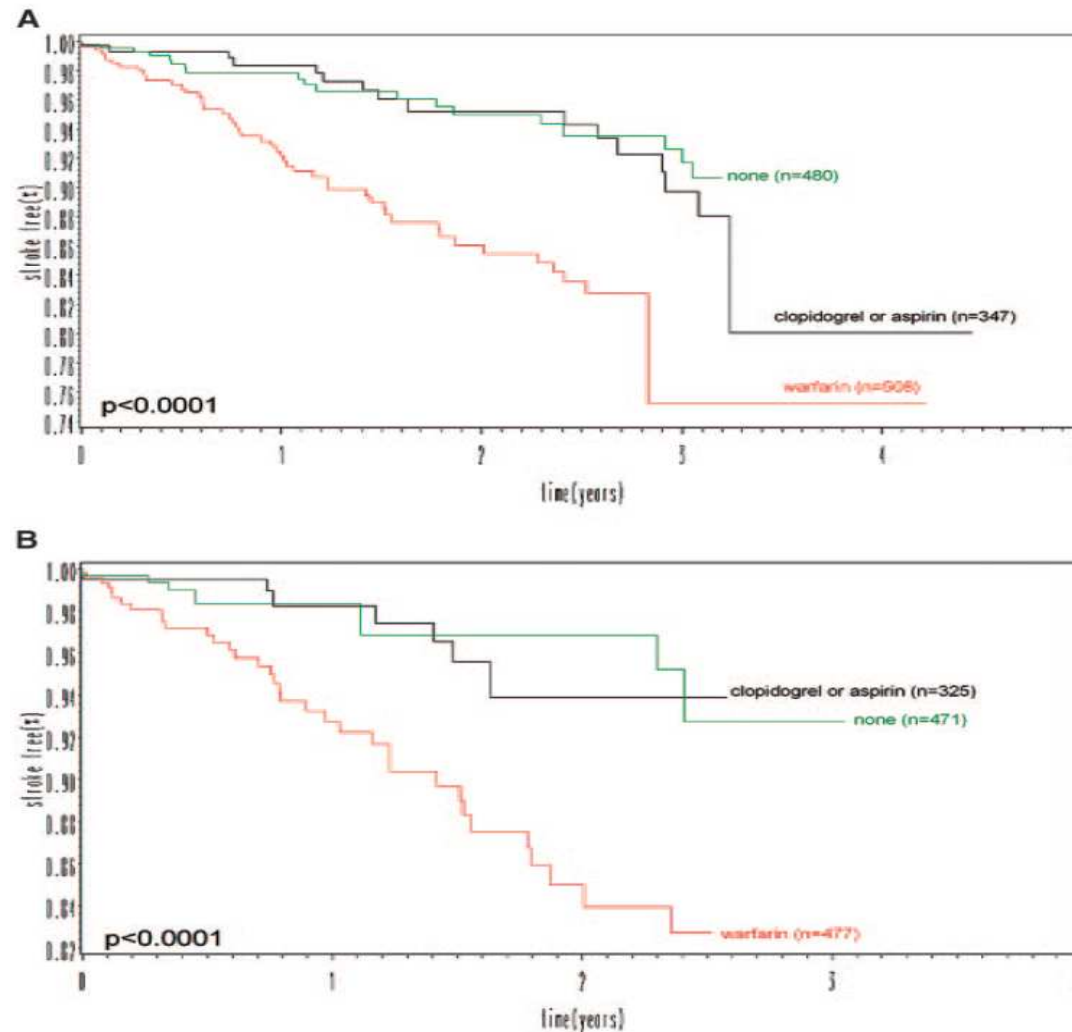 A
1.00
0.98
0.96
0.94
0.92
0.90
0.88
0.86
0.84
0.82
0.80
0.78
0.76
0.74
stroke free(%)
none (n=480)
clopidogrel or aspirin (n=347)
warfarin
p<0.0001
0 1 2 3 4
time(years)
B
1.00
0.98
0.96
0.94
0.92
0.90
0.88
0.86
0.84
0.82
stroke free(%)
clopidogrel or aspirin (n=325)
none (n=471)
warfarin (n=477)
p<0.0001
0 1 2 3
time(years)